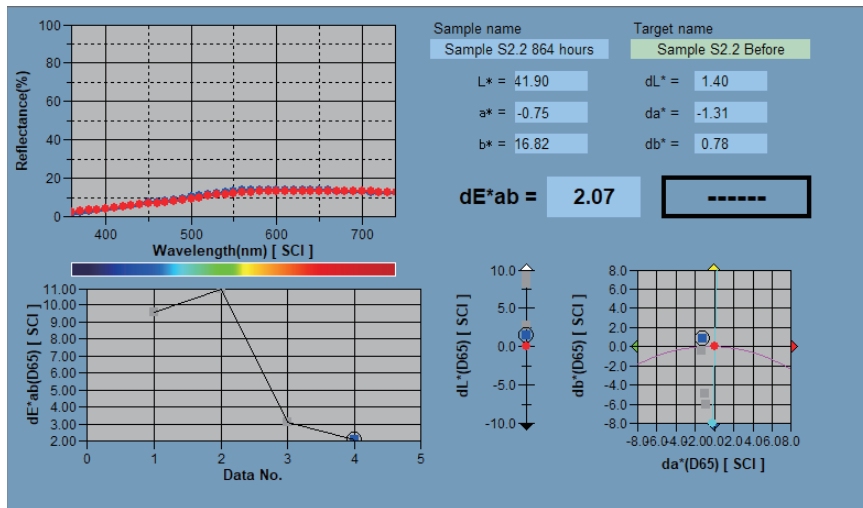 Sample name
Target name
Sample S2.2 864 hours
Sample S2.2 Before
L* = 41.90
dL* = 1.40
a* = -0.75
da* = -1.31
b* = 16.82
db* = 0.78
dE*ab = 2.07
------
Reflectance(%)
100
80
60
40
20
0
400 500 600 700
Wavelength(nm) [ SCI ]
dE*ab(D65) [ SCI ]
11.00
10.00
9.00
8.00
7.00
6.00
5.00
4.00
3.00
2.00
0 1 2 3 4 5
Data No.
dL*(D65) [ SCI ]
10.0
5.0
0.0
-5.0
-10.0
db*(D65) [ SCI ]
8.0
6.0
4.0
2.0
0.0
-2.0
-4.0
-6.0
-8.0
-8.06.04.02.00.02.04.06.08.0
da*(D65) [ SCI ]